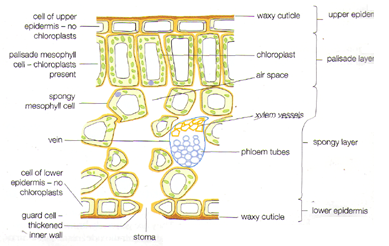 cell of upper
epidermis – no
chloroplasts
palisade mesophyll
cell – chloroplasts
present
spongy
mesophyll cell
vein
cell of lower
epidermis – no
chloroplasts
guard cell –
thickened
inner wall
stoma
waxy cuticle
chloroplast
air space
xylem vessels
phloem tubes
waxy cuticle
upper epiderm
palisade layer
spongy layer
lower epidermis